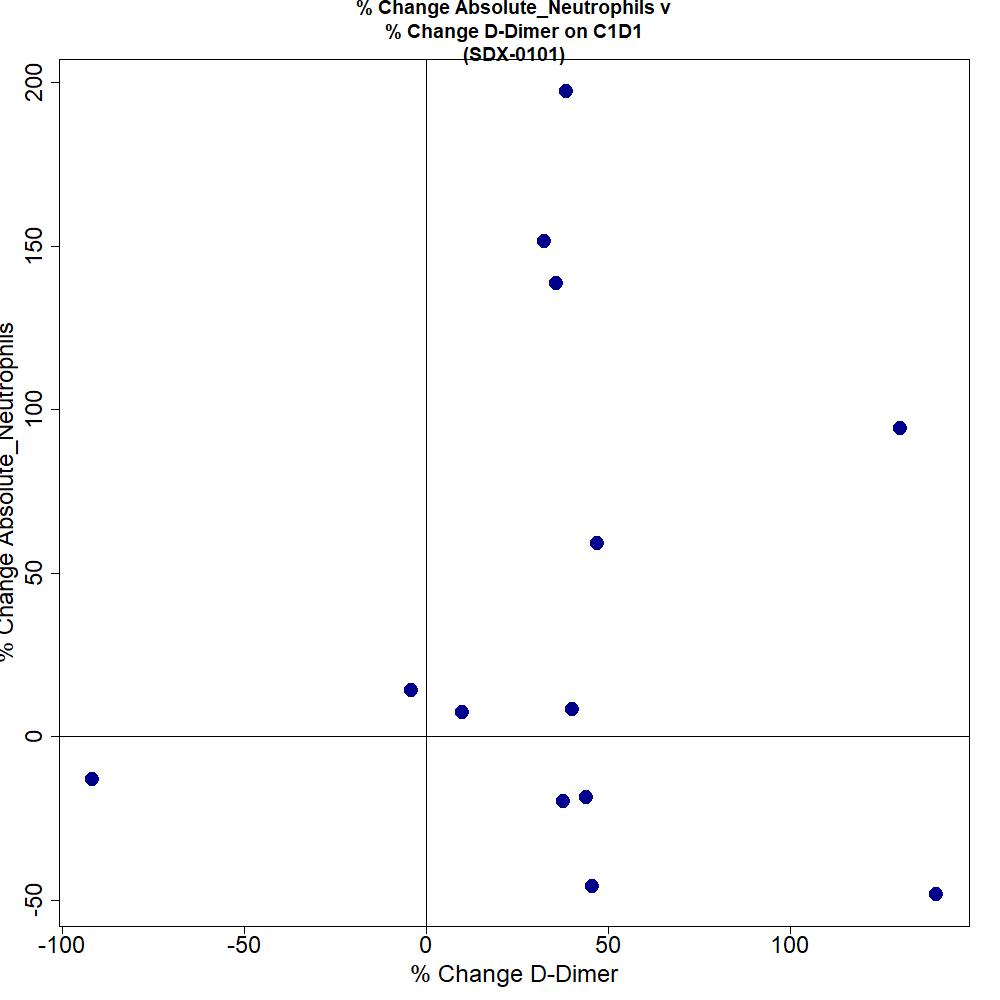 % Change Absolute_Neutrophils v
% Change D-Dimer on C1D1
(SDX-0101)
200
150
100
50
0
-50
% Change Absolute_Neutrophils
-100
-50
0
50
100
% Change D-Dimer